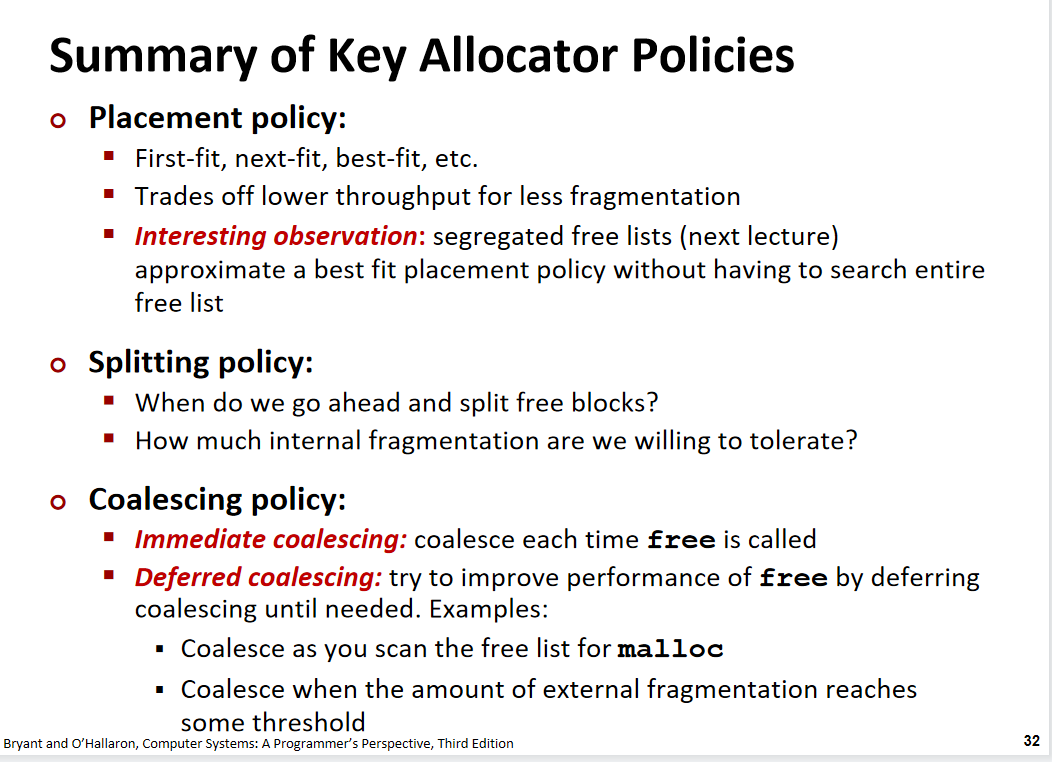 Summary of Key Allocator Policies
Placement policy:
First-fit, next-fit, best-fit, etc.
Trades off lower throughput for less fragmentation
Interesting observation: segregated free lists (next lecture)
approximate a best fit placement policy without having to search entire
free list
Splitting policy:
When do we go ahead and split free blocks?
How much internal fragmentation are we willing to tolerate?
Coalescing policy:
Immediate coalescing: coalesce each time free is called
Deferred coalescing: try to improve performance of free by deferring
coalescing until needed. Examples:
Coalesce as you scan the free list for malloc
Coalesce when the amount of external fragmentation reaches
some threshold
Bryant and O’Hallaron, Computer Systems: A Programmer’s Perspective, Third Edition
32